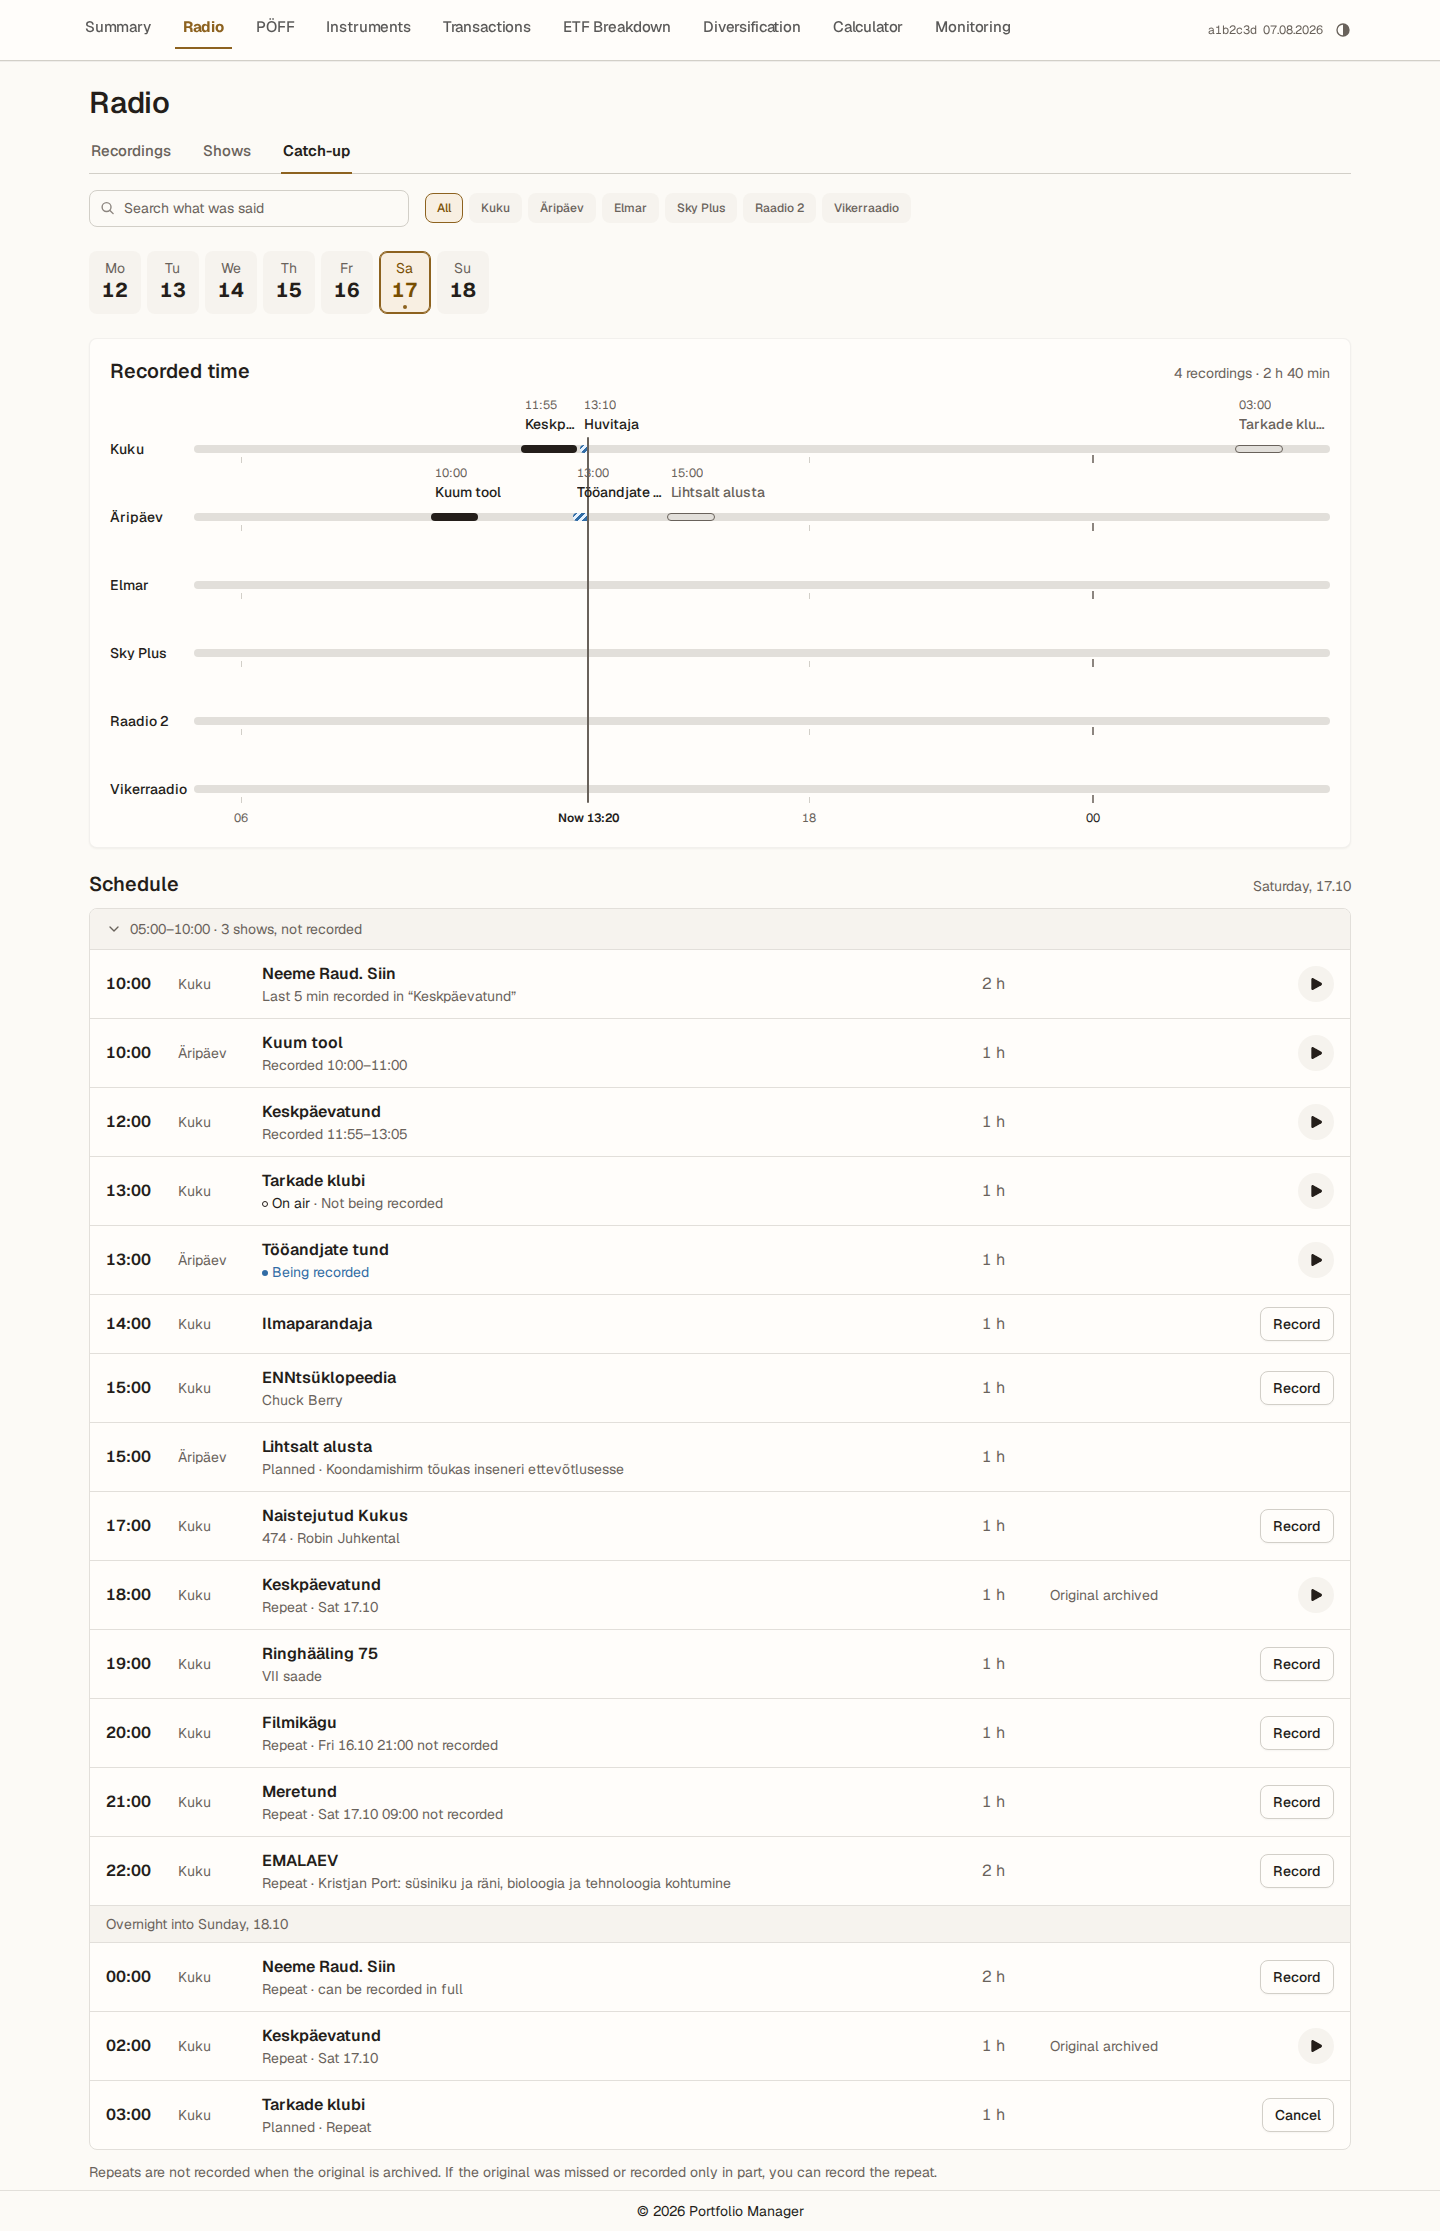 Summary Radio PÖFF Instruments Transactions ETF Breakdown Diversification Calculator Monitoring a1b2c3d 07.08.2026
Radio
Recordings Shows Catch-up
Search what was said All Kuku Äripäev Elmar Sky Plus Raadio 2 Vikerraadio
Mo Tu We Th Fr Sa Su
12 13 14 15 16 17 18
Recorded time 4 recordings · 2 h 40 min
11:55 13:10 03:00
Keskp... Huvitaja Tarkade klu...
Kuku
10:00 13:00 15:00
Kuum tool Tööandjate ... Lihtsalt alusta
Äripäev
Elmar
Sky Plus
Raadio 2
Vikerraadio
06 Now 13:20 18 00
Schedule Saturday, 17.10
05:00–10:00 · 3 shows, not recorded
10:00 Kuku Neeme Raud. Siin 2 h
Last 5 min recorded in “Keskpäevatund”
10:00 Äripäev Kuum tool 1 h
Recorded 10:00–11:00
12:00 Kuku Keskpäevatund 1 h
Recorded 11:55–13:05
13:00 Kuku Tarkade klubi 1 h
On air · Not being recorded
13:00 Äripäev Tööandjate tund 1 h
Being recorded
14:00 Kuku Ilmaparandaja 1 h Record
15:00 Kuku ENNtsüklopeedia 1 h Record
Chuck Berry
15:00 Äripäev Lihtsalt alusta 1 h
Planned · Koondamishirm tõukas inseneri ettevõtlusesse
17:00 Kuku Naistejutud Kukus 1 h Record
474 · Robin Juhkental
18:00 Kuku Keskpäevatund 1 h Original archived
Repeat · Sat 17.10
19:00 Kuku Ringhääling 75 1 h Record
VII saade
20:00 Kuku Filmikägu 1 h Record
Repeat · Fri 16.10 21:00 not recorded
21:00 Kuku Meretund 1 h Record
Repeat · Sat 17.10 09:00 not recorded
22:00 Kuku EMALAEV 2 h Record
Repeat · Kristjan Port: süsiniku ja räni, bioloogia ja tehnoloogia kohtumine
Overnight into Sunday, 18.10
00:00 Kuku Neeme Raud. Siin 2 h Record
Repeat · can be recorded in full
02:00 Kuku Keskpäevatund 1 h Original archived
Repeat · Sat 17.10
03:00 Kuku Tarkade klubi 1 h Cancel
Planned · Repeat
Repeats are not recorded when the original is archived. If the original was missed or recorded only in part, you can record the repeat.
© 2026 Portfolio Manager